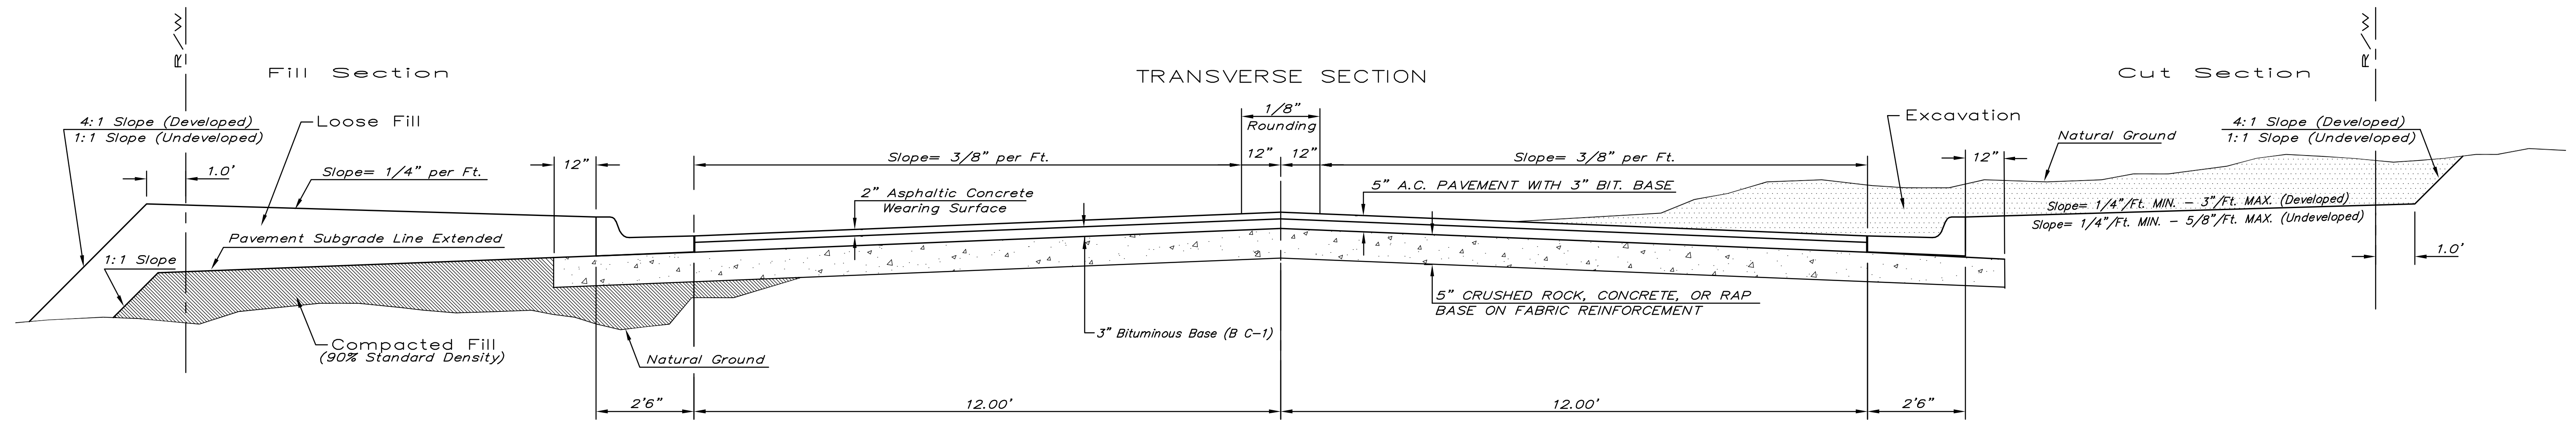 R/W
R/W
Fill Section
TRANSVERSE SECTION
Cut Section
4:1 Slope (Developed)
1:1 Slope (Undeveloped)
Loose Fill
1/8"
Rounding
Excavation
Natural Ground
4:1 Slope (Developed)
1:1 Slope (Undeveloped)
1.0'
Slope= 1/4" per Ft.
12"
Slope= 3/8" per Ft.
12"
12"
Slope= 3/8" per Ft.
12"
2" Asphaltic Concrete
Wearing Surface
5" A.C. PAVEMENT WITH 3" BIT. BASE
Slope= 1/4"/Ft. MIN. - 3"/Ft. MAX. (Developed)
Slope= 1/4"/Ft. MIN. - 5/8"/Ft. MAX. (Undeveloped)
Pavement Subgrade Line Extended
1:1 Slope
1.0'
5" CRUSHED ROCK, CONCRETE, OR RAP
BASE ON FABRIC REINFORCEMENT
3" Bituminous Base (B C-1)
Compacted Fill
(90% Standard Density)
Natural Ground
2'6"
12.00'
12.00'
2'6"